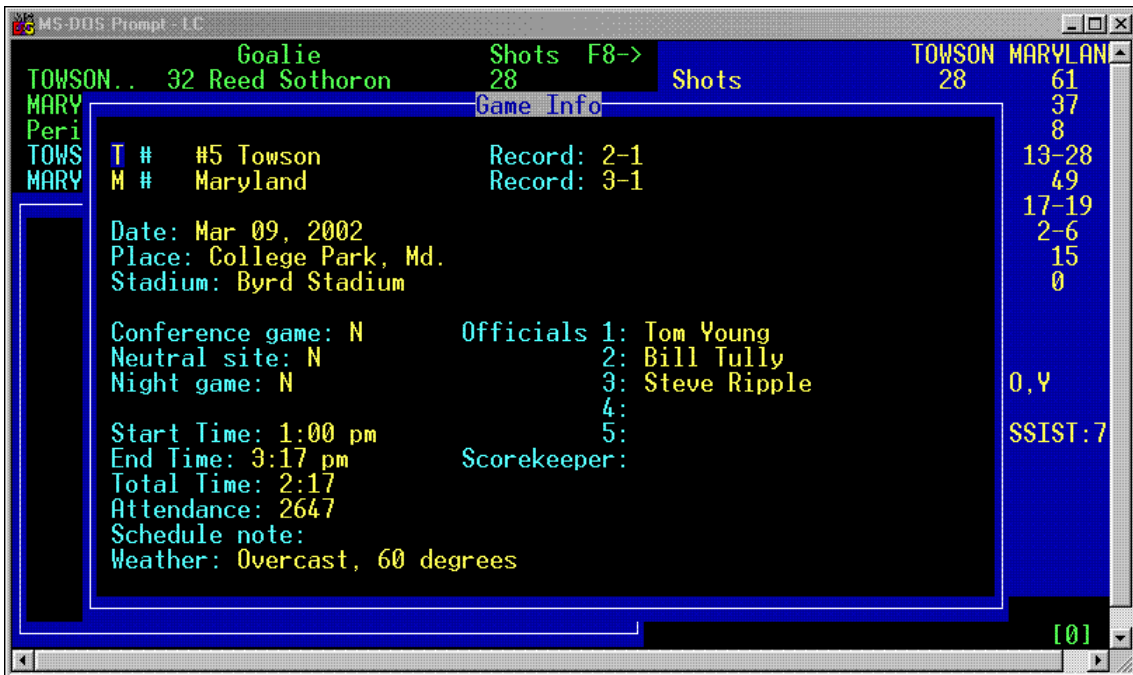 MS-DOS Prompt - LC
Goalie Shots F8-> TOWSON MARYLAN
TOWSON.. 32 Reed Sothoron 28 Shots 28 61
MARY Game Info 37
Peri 8
TOWS T # #5 Towson Record: 2-1 13-28
MARY M # Maryland Record: 3-1 49
17-19
Date: Mar 09, 2002 2-6
Place: College Park, Md. 15
Stadium: Byrd Stadium 0
Conference game: N Officials 1: Tom Young
Neutral site: N 2: Bill Tully
Night game: N 3: Steve Ripple O,Y
4:
Start Time: 1:00 pm 5: SSIST:7
End Time: 3:17 pm Scorekeeper:
Total Time: 2:17
Attendance: 2647
Schedule note:
Weather: Overcast, 60 degrees
[0]